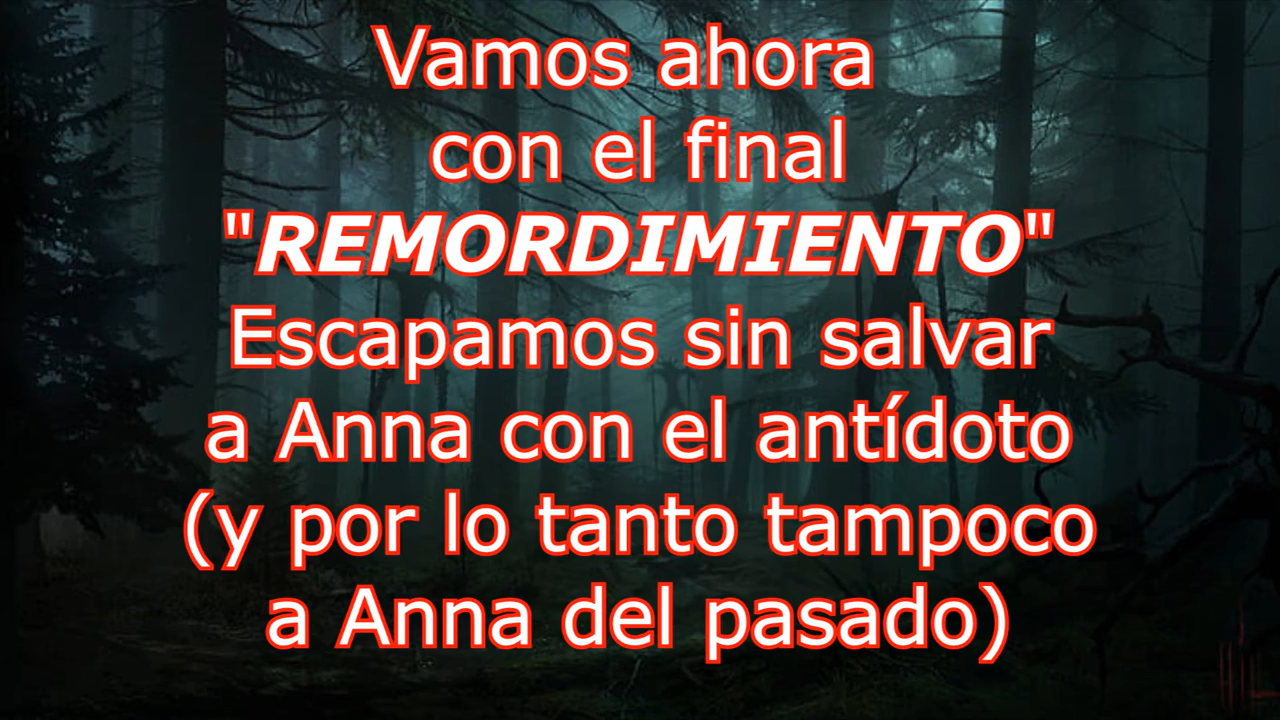 Vamos ahora
con el final
"REMORDIMIENTO"
Escapamos sin salvar
a Anna con el antídoto
(y por lo tanto tampoco
a Anna del pasado)